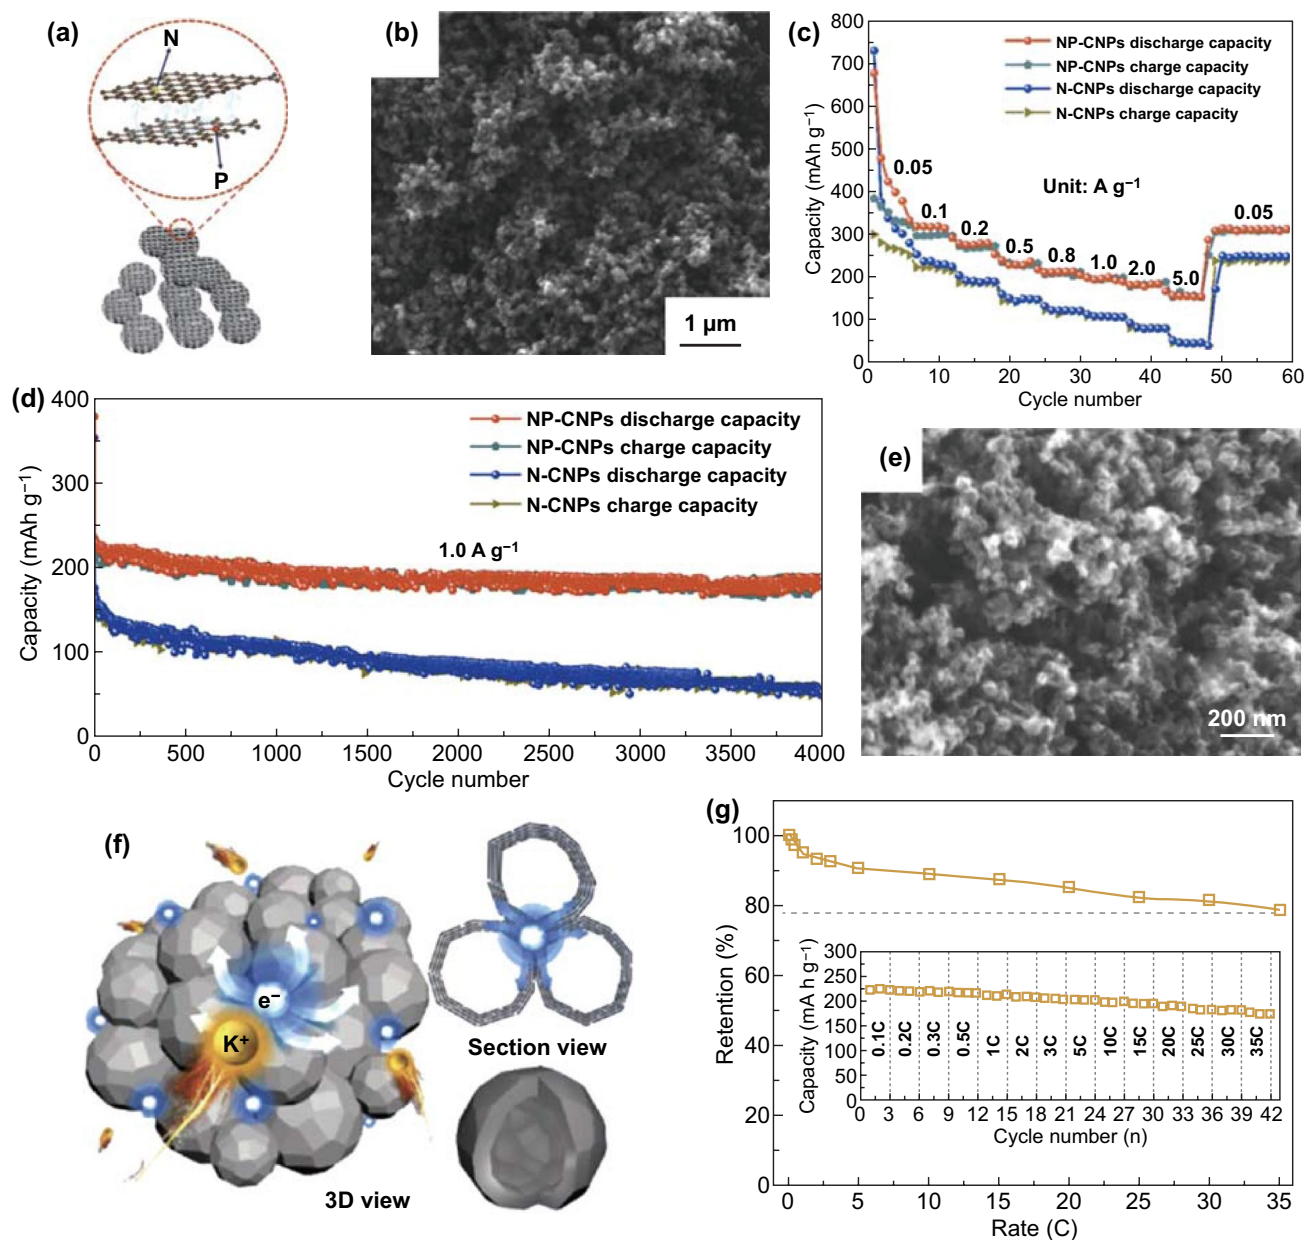 (a)
N
P
(b)
1 μm
(c)
800
700
600
500
400
300
200
100
0
Capacity (mAh g⁻¹)
NP-CNPs discharge capacity
NP-CNPs charge capacity
N-CNPs discharge capacity
N-CNPs charge capacity
Unit: A g⁻¹
0.05
0.1
0.2
0.5
0.8
1.0
2.0
5.0
0.05
0 10 20 30 40 50 60
Cycle number
(d)
400
300
200
100
0
Capacity (mAh g⁻¹)
NP-CNPs discharge capacity
NP-CNPs charge capacity
N-CNPs discharge capacity
N-CNPs charge capacity
1.0 A g⁻¹
0 500 1000 1500 2000 2500 3000 3500 4000
Cycle number
(e)
200 nm
(f)
e⁻
K⁺
3D view
Section view
(g)
100
80
60
40
20
0
Retention (%)
300
250
200
150
100
50
0
Capacity (mA h g⁻¹)
0.1C 0.2C 0.3C 0.5C 1C 2C 3C 5C 10C 15C 20C 25C 30C 35C
0 3 6 9 12 15 18 21 24 27 30 33 36 39 42
Cycle number (n)
0 5 10 15 20 25 30 35
Rate (C)